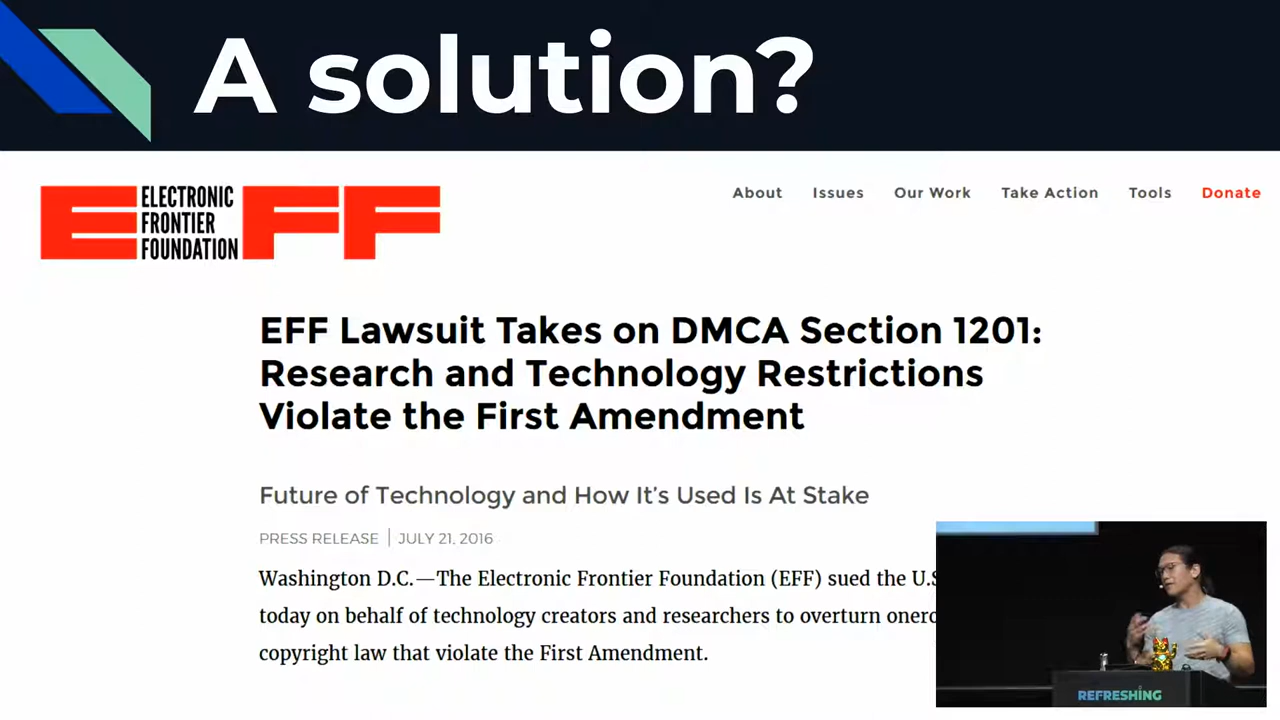 A solution?
ELECTRONIC
FRONTIER
FOUNDATION
EFF
About Issues Our Work Take Action Tools Donate
EFF Lawsuit Takes on DMCA Section 1201:
Research and Technology Restrictions
Violate the First Amendment
Future of Technology and How It's Used Is At Stake
PRESS RELEASE | JULY 21, 2016
Washington D.C.—The Electronic Frontier Foundation (EFF) sued the U.S
today on behalf of technology creators and researchers to overturn
copyright law that violate the First Amendment.
REFRESHING